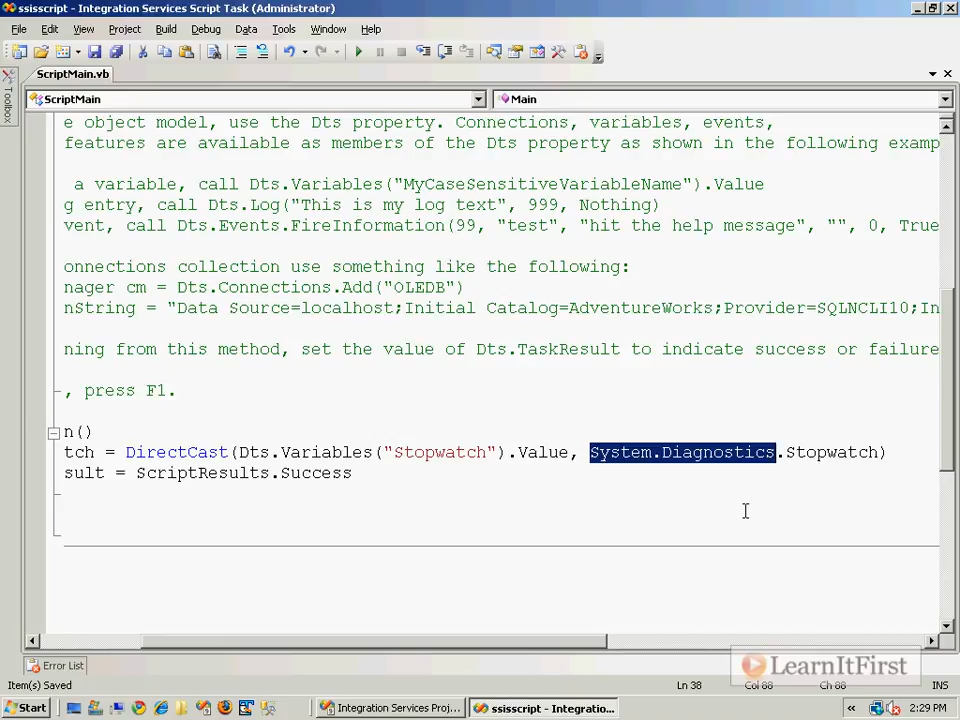 ssisscript - Integration Services Script Task (Administrator)
File Edit View Project Build Debug Data Tools Window Help
ScriptMain.vb
Toolbox
ScriptMain Main
e object model, use the Dts property. Connections, variables, events,
features are available as members of the Dts property as shown in the following examp
a variable, call Dts.Variables("MyCaseSensitiveVariableName").Value
g entry, call Dts.Log("This is my log text", 999, Nothing)
vent, call Dts.Events.FireInformation(99, "test", "hit the help message", "", 0, True
onnections collection use something like the following:
nager cm = Dts.Connections.Add("OLEDB")
nString = "Data Source=localhost;Initial Catalog=AdventureWorks;Provider=SQLNCLI10;In
ning from this method, set the value of Dts.TaskResult to indicate success or failure
, press F1.
n()
tch = DirectCast(Dts.Variables("Stopwatch").Value, System.Diagnostics.Stopwatch)
sult = ScriptResults.Success
Error List
LearnItFirst
Item(s) Saved Ln 38 Col 88 Ch 88 INS
Start Integration Services Proj... ssisscript - Integratio... « 2:29 PM